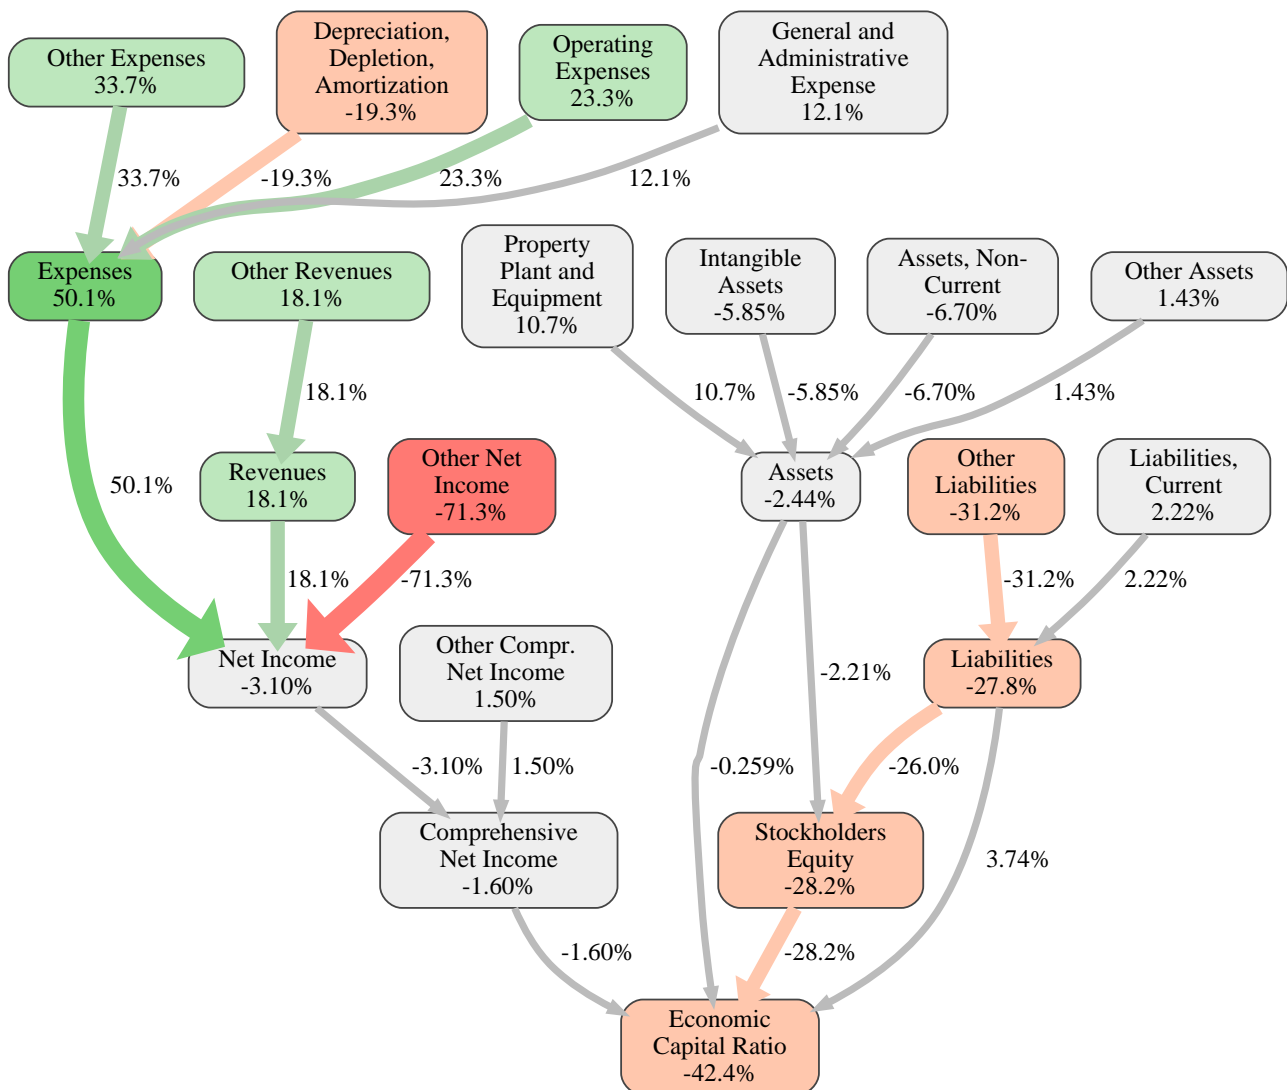 Other Expenses
33.7%
Depreciation,
Depletion,
Amortization
-19.3%
Operating
Expenses
23.3%
General and
Administrative
Expense
12.1%
33.7%
-19.3%
23.3%
12.1%
Expenses
50.1%
Other Revenues
18.1%
Property
Plant and
Equipment
10.7%
Intangible
Assets
-5.85%
Assets, Non-
Current
-6.70%
Other Assets
1.43%
18.1%
10.7%
-5.85%
-6.70%
1.43%
50.1%
Revenues
18.1%
Other Net
Income
-71.3%
Assets
-2.44%
Other
Liabilities
-31.2%
Liabilities,
Current
2.22%
18.1%
-71.3%
-31.2%
2.22%
Net Income
-3.10%
Other Compr.
Net Income
1.50%
-2.21%
Liabilities
-27.8%
-3.10%
1.50%
-0.259%
-26.0%
Comprehensive
Net Income
-1.60%
Stockholders
Equity
-28.2%
3.74%
-1.60%
-28.2%
Economic
Capital Ratio
-42.4%